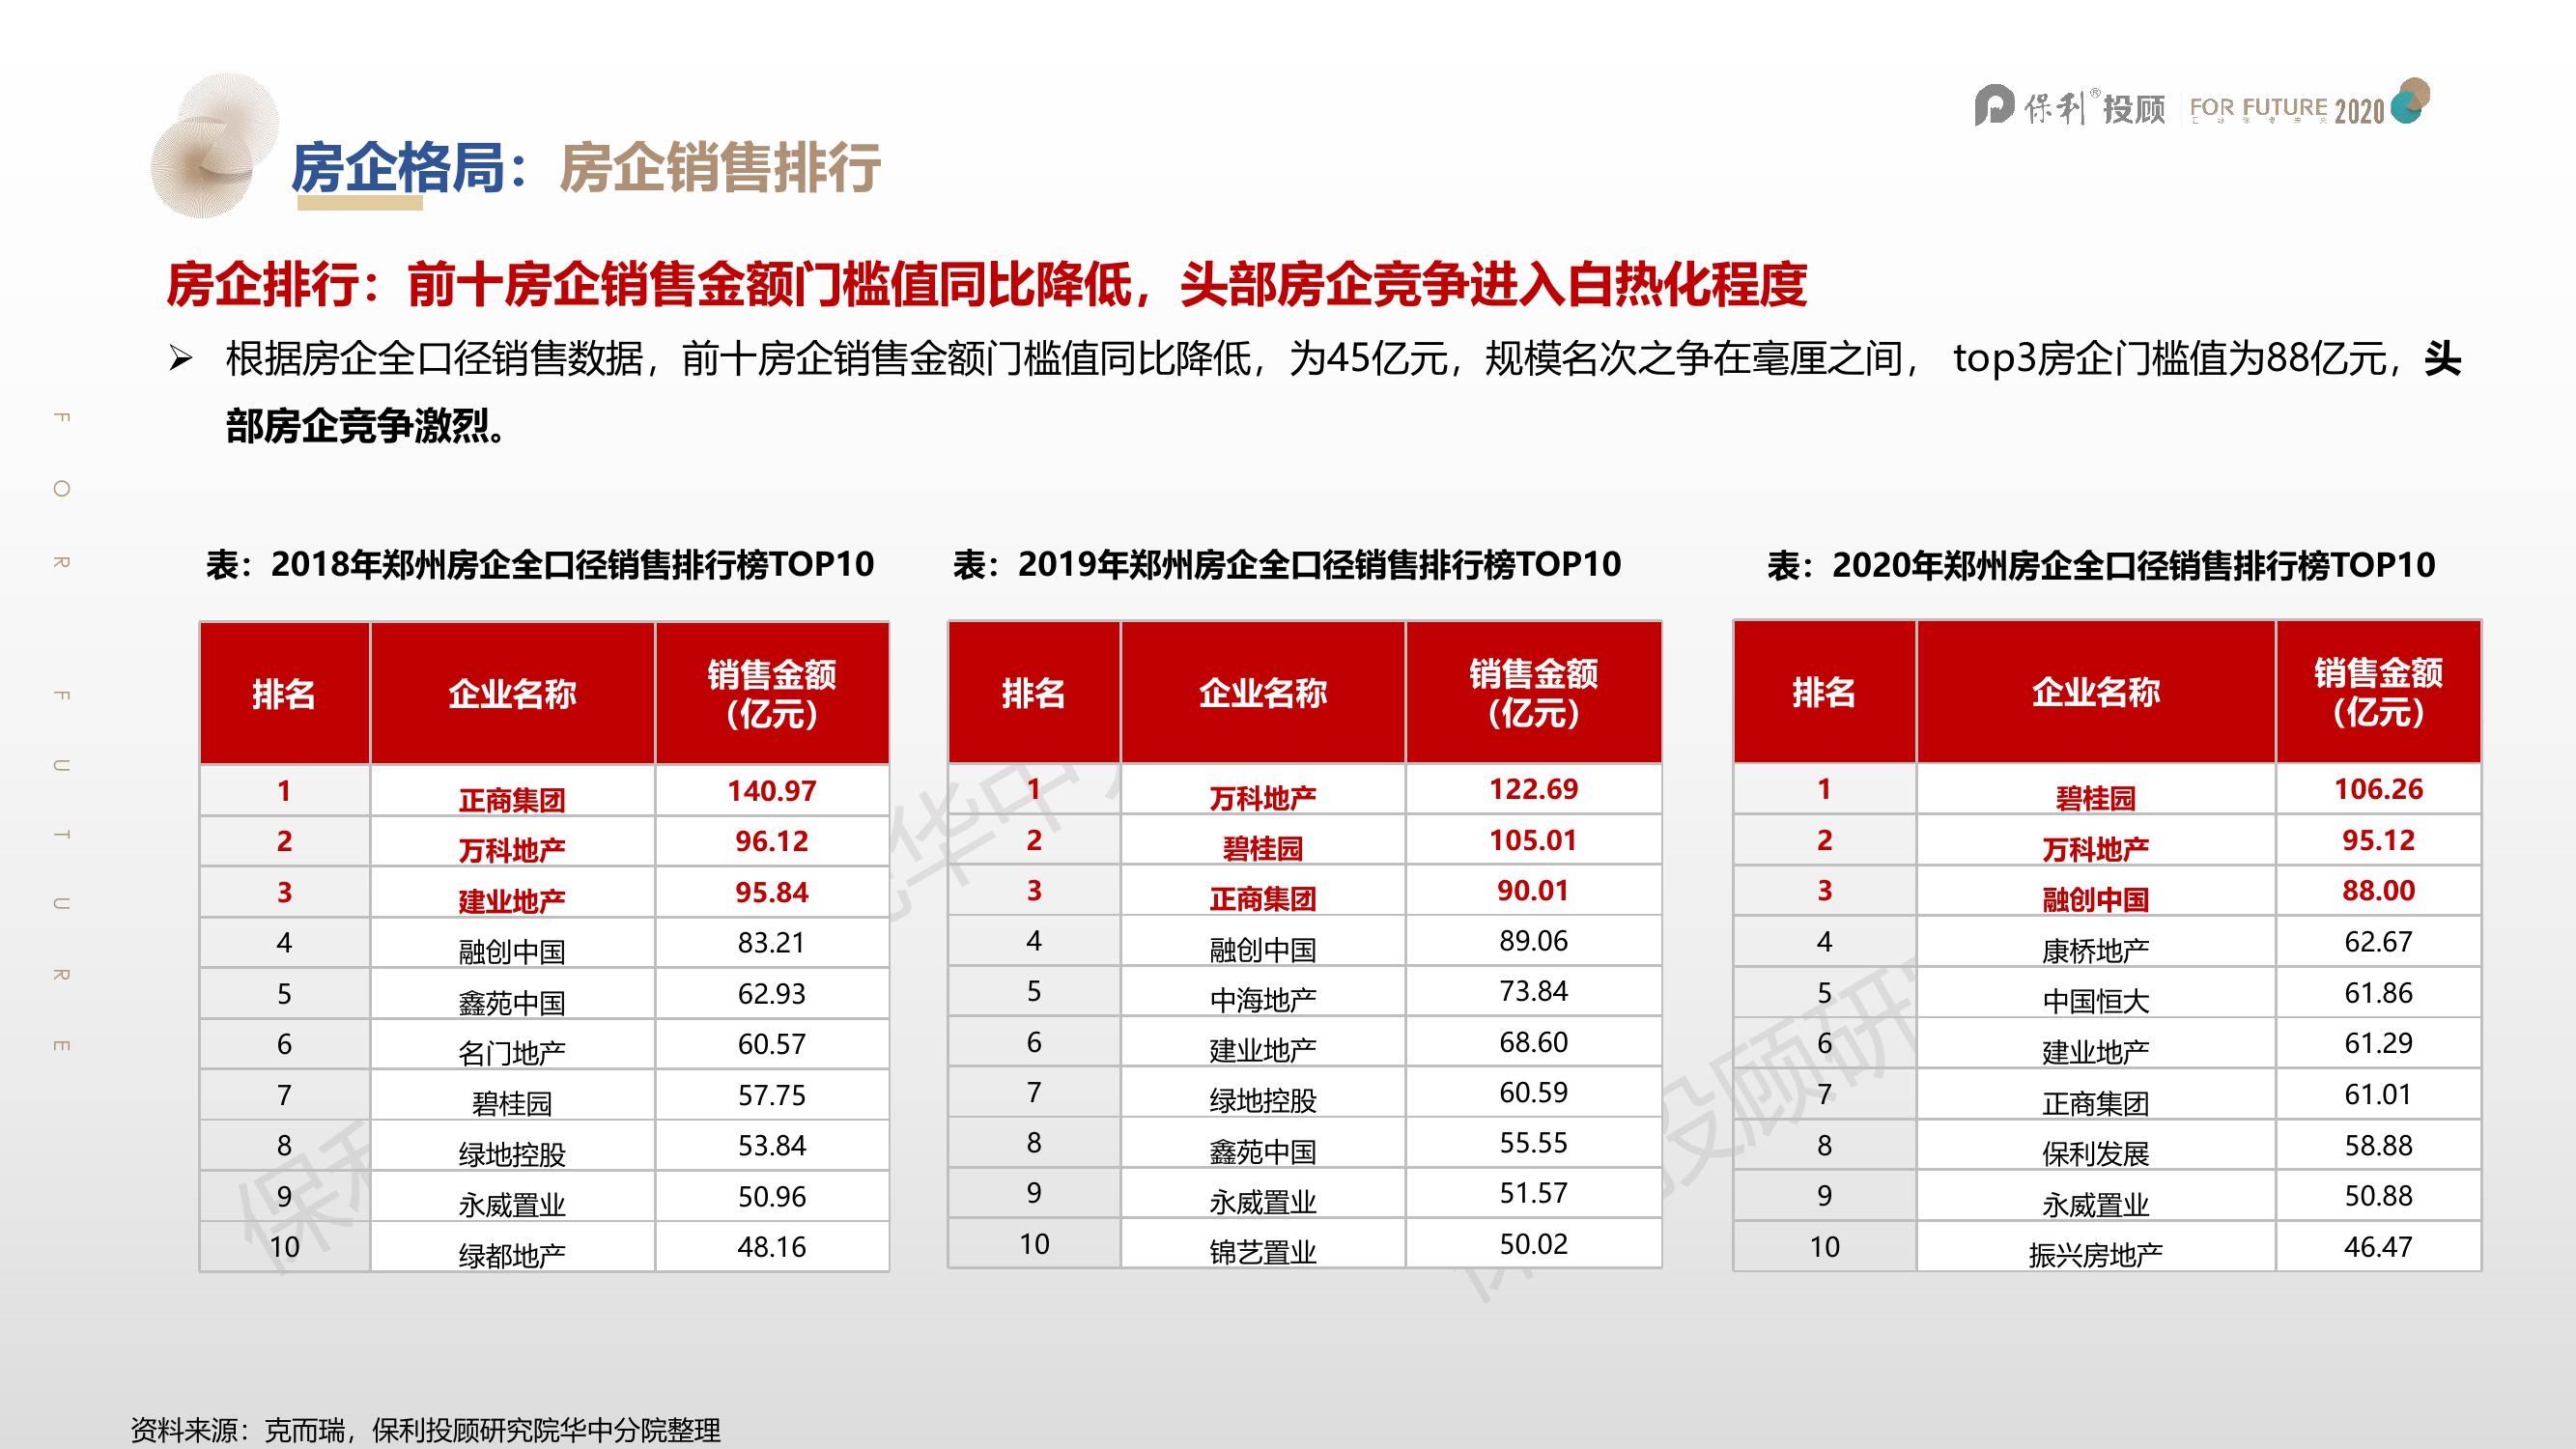 保利®投顾 FOR FUTURE 2020
房企格局：房企销售排行
房企排行：前十房企销售金额门槛值同比降低，头部房企竞争进入白热化程度
➢ 根据房企全口径销售数据，前十房企销售金额门槛值同比降低，为45亿元，规模名次之争在毫厘之间， top3房企门槛值为88亿元，头
部房企竞争激烈。
FOR FUTURE
表：2018年郑州房企全口径销售排行榜TOP10
排名 企业名称 销售金额
（亿元）
1 正商集团 140.97
2 万科地产 96.12
3 建业地产 95.84
4 融创中国 83.21
5 鑫苑中国 62.93
6 名门地产 60.57
7 碧桂园 57.75
8 绿地控股 53.84
9 永威置业 50.96
10 绿都地产 48.16
表：2019年郑州房企全口径销售排行榜TOP10
排名 企业名称 销售金额
（亿元）
1 万科地产 122.69
2 碧桂园 105.01
3 正商集团 90.01
4 融创中国 89.06
5 中海地产 73.84
6 建业地产 68.60
7 绿地控股 60.59
8 鑫苑中国 55.55
9 永威置业 51.57
10 锦艺置业 50.02
表：2020年郑州房企全口径销售排行榜TOP10
排名 企业名称 销售金额
（亿元）
1 碧桂园 106.26
2 万科地产 95.12
3 融创中国 88.00
4 康桥地产 62.67
5 中国恒大 61.86
6 建业地产 61.29
7 正商集团 61.01
8 保利发展 58.88
9 永威置业 50.88
10 振兴房地产 46.47
资料来源：克而瑞，保利投顾研究院华中分院整理